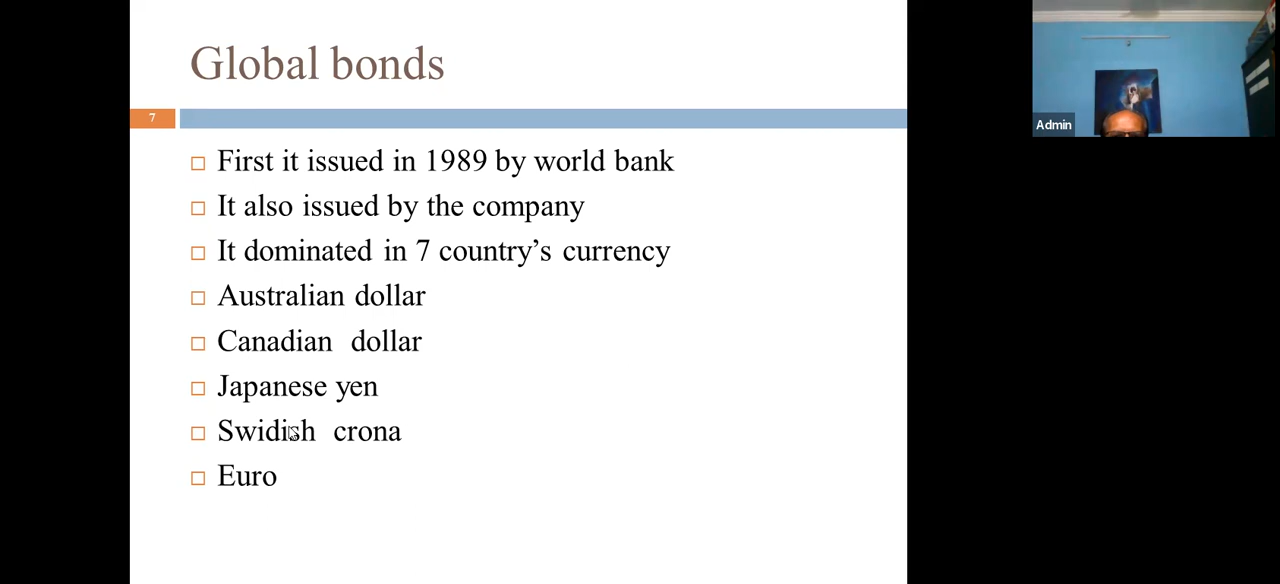 Global bonds
7
First it issued in 1989 by world bank
It also issued by the company
It dominated in 7 country’s currency
Australian dollar
Canadian dollar
Japanese yen
Swidish crona
Euro
Admin